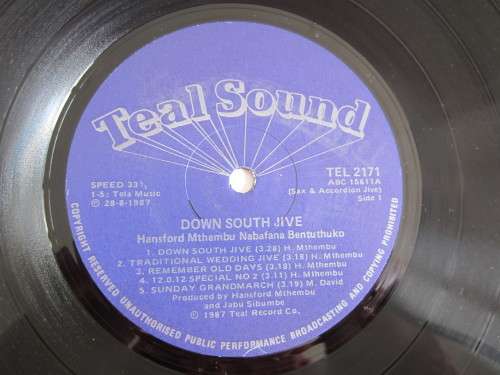 Teal Sound
SPEED 33⅓
1-5: Tela Music
℗ 28-8-1987
TEL 2171
ABC 15611A
(Sax & Accordion Jive)
Side 1
DOWN SOUTH JIVE
Hansford Mthembu Nabafana Bentuthuko
1. DOWN SOUTH JIVE (3.28) H. Mthembu
2. TRADITIONAL WEDDING JIVE (3.18) H. Mthembu
3. REMEMBER OLD DAYS (3.18) H. Mthembu
4. 12.0.12 SPECIAL NO 2 (3.11) H. Mthembu
5. SUNDAY GRANDMARCH (3.19) M. David
Produced by Hansford Mthembu
and Jabu Sibumbe
℗ 1987 Teal Record Co.
COPYRIGHT RESERVED UNAUTHORISED PUBLIC PERFORMANCE BROADCASTING AND COPYING PROHIBITED